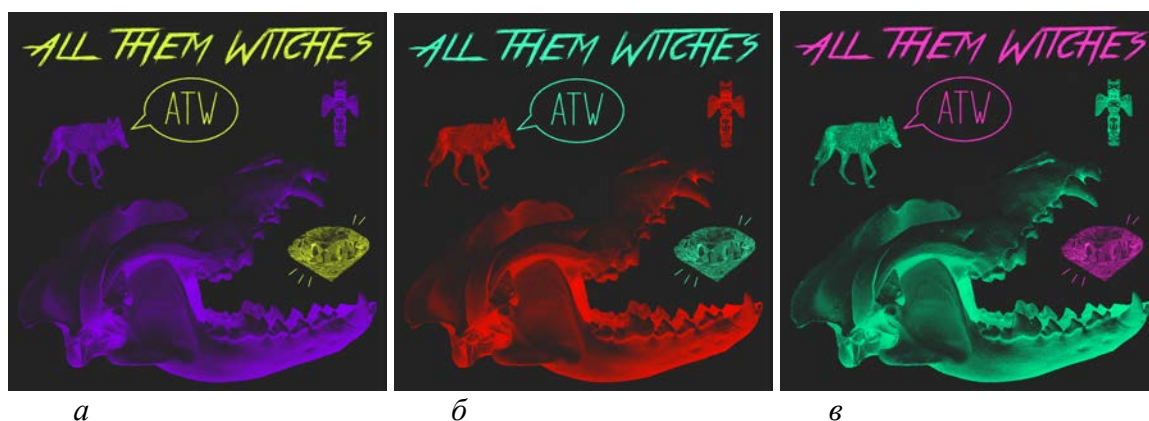 ALL THEM WITCHES ALL THEM WITCHES ALL THEM WITCHES
ATW ATW ATW
а б в